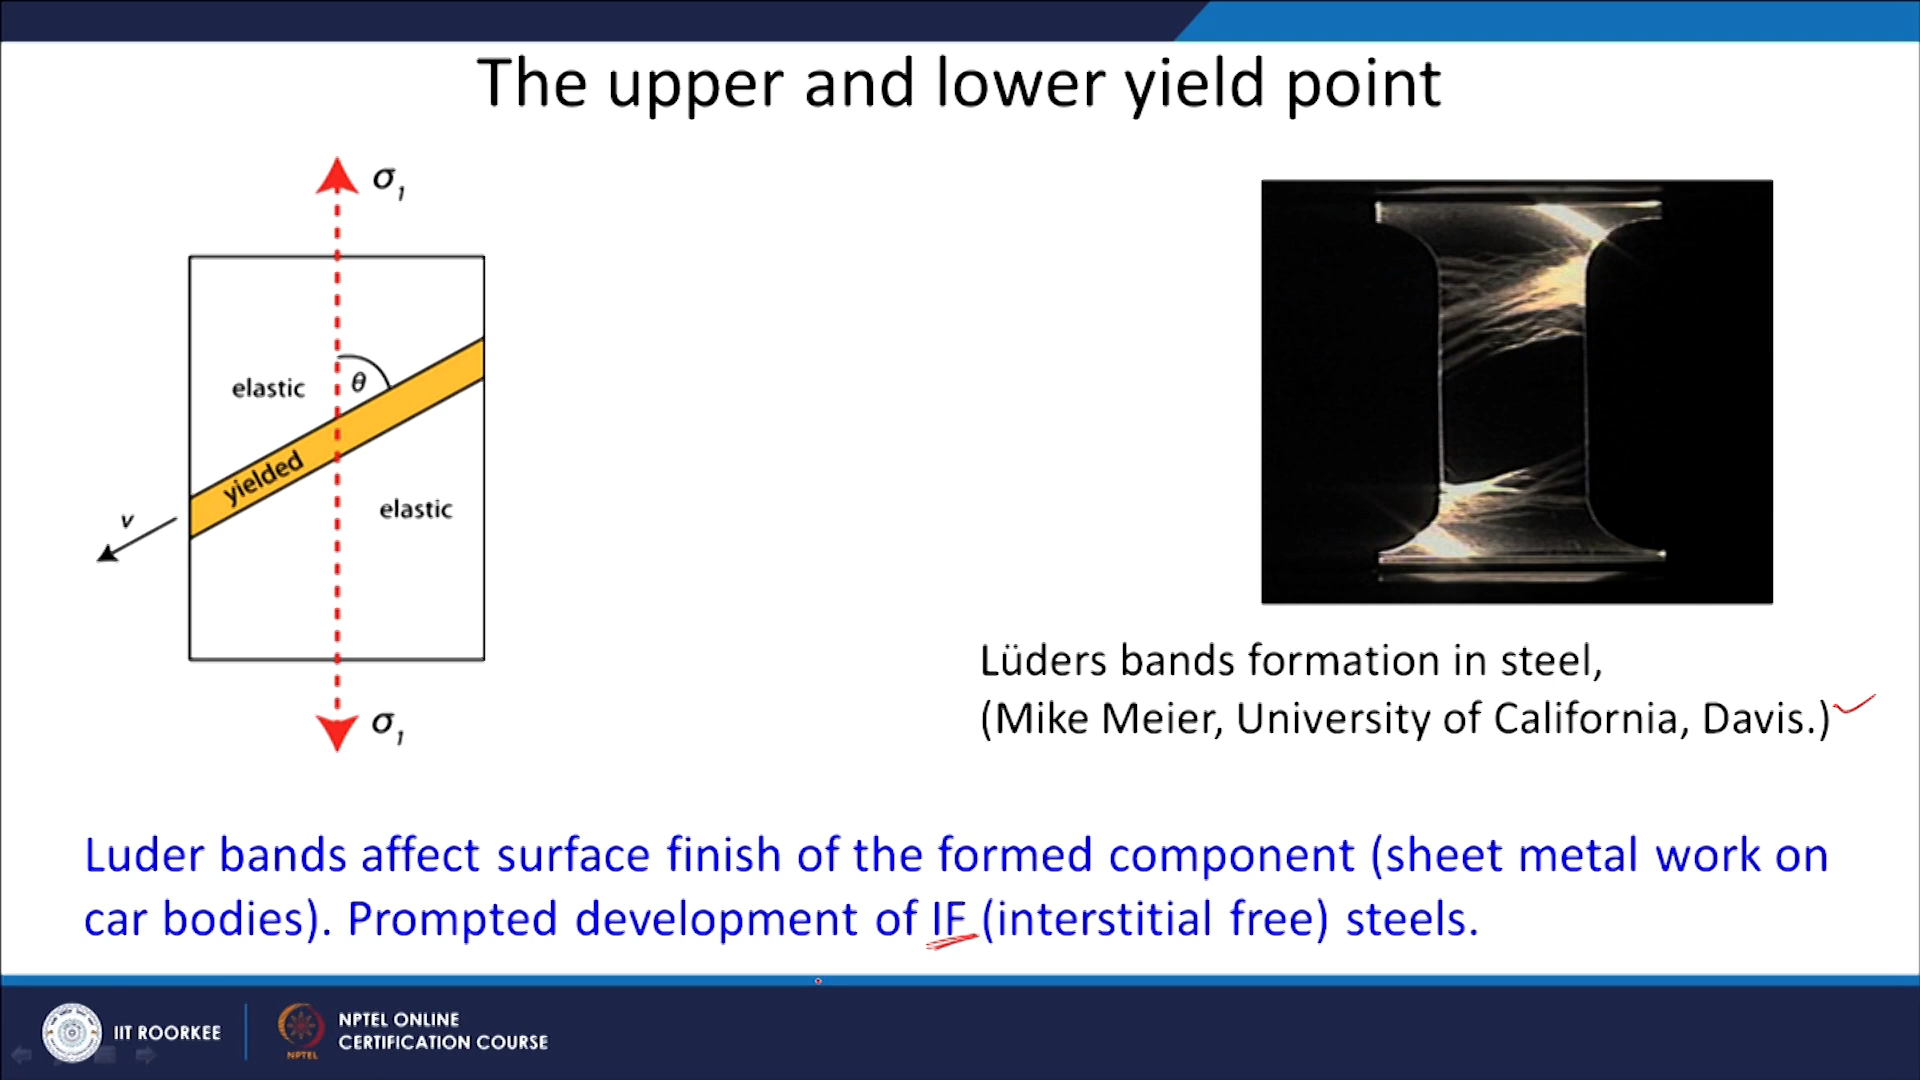 The upper and lower yield point
σ1
elastic
θ
yielded
elastic
v
σ1
Lüders bands formation in steel,
(Mike Meier, University of California, Davis.)
Luder bands affect surface finish of the formed component (sheet metal work on
car bodies). Prompted development of IF (interstitial free) steels.
IIT ROORKEE
NPTEL
NPTEL ONLINE
CERTIFICATION COURSE